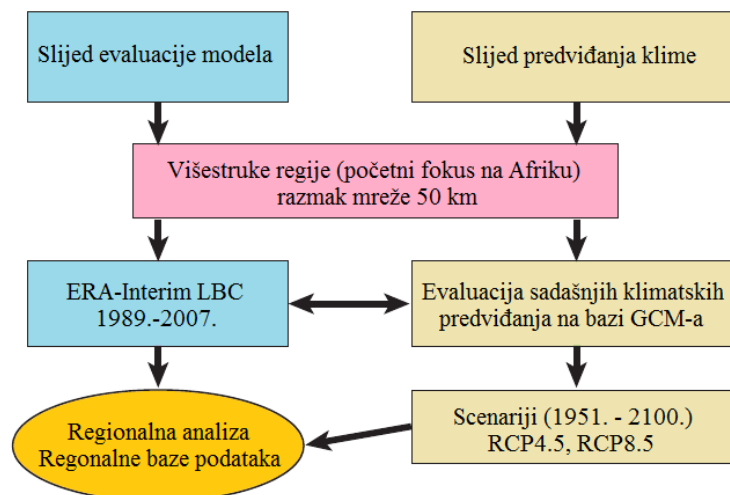 Slijed evaluacije modela
Slijed predviđanja klime
Višestruke regije (početni fokus na Afriku)
razmak mreže 50 km
ERA-Interim LBC
1989.-2007.
Evaluacija sadašnjih klimatskih
predviđanja na bazi GCM-a
Regionalna analiza
Regonalne baze podataka
Scenariji (1951. - 2100.)
RCP4.5, RCP8.5